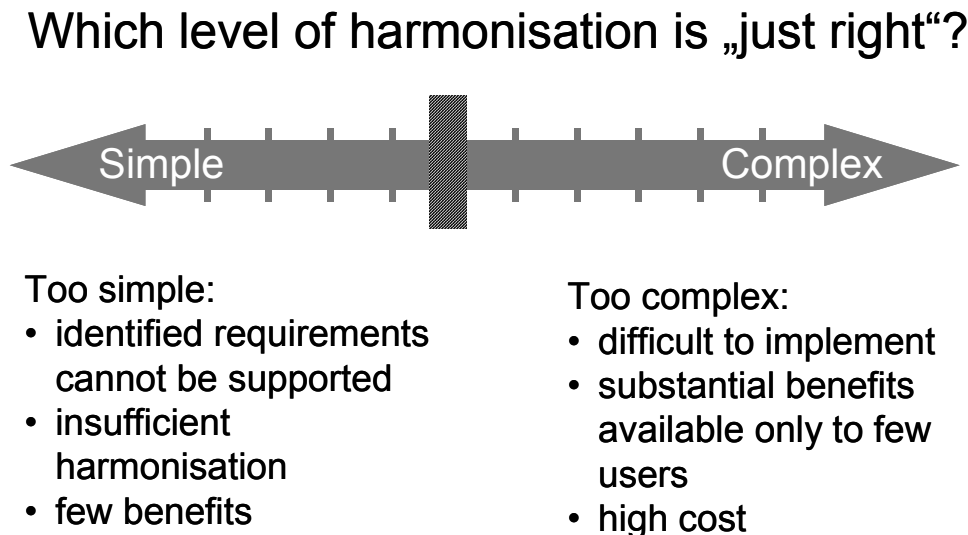 Which level of harmonisation is „just right“?
Simple
Complex
Too simple:
• identified requirements
cannot be supported
• insufficient
harmonisation
• few benefits
Too complex:
• difficult to implement
• substantial benefits
available only to few
users
• high cost